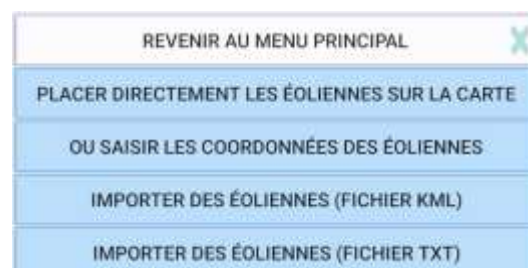 REVENIR AU MENU PRINCIPAL
PLACER DIRECTEMENT LES ÉOLIENNES SUR LA CARTE
OU SAISIR LES COORDONNÉES DES ÉOLIENNES
IMPORTER DES ÉOLIENNES (FICHIER KML)
IMPORTER DES ÉOLIENNES (FICHIER TXT)